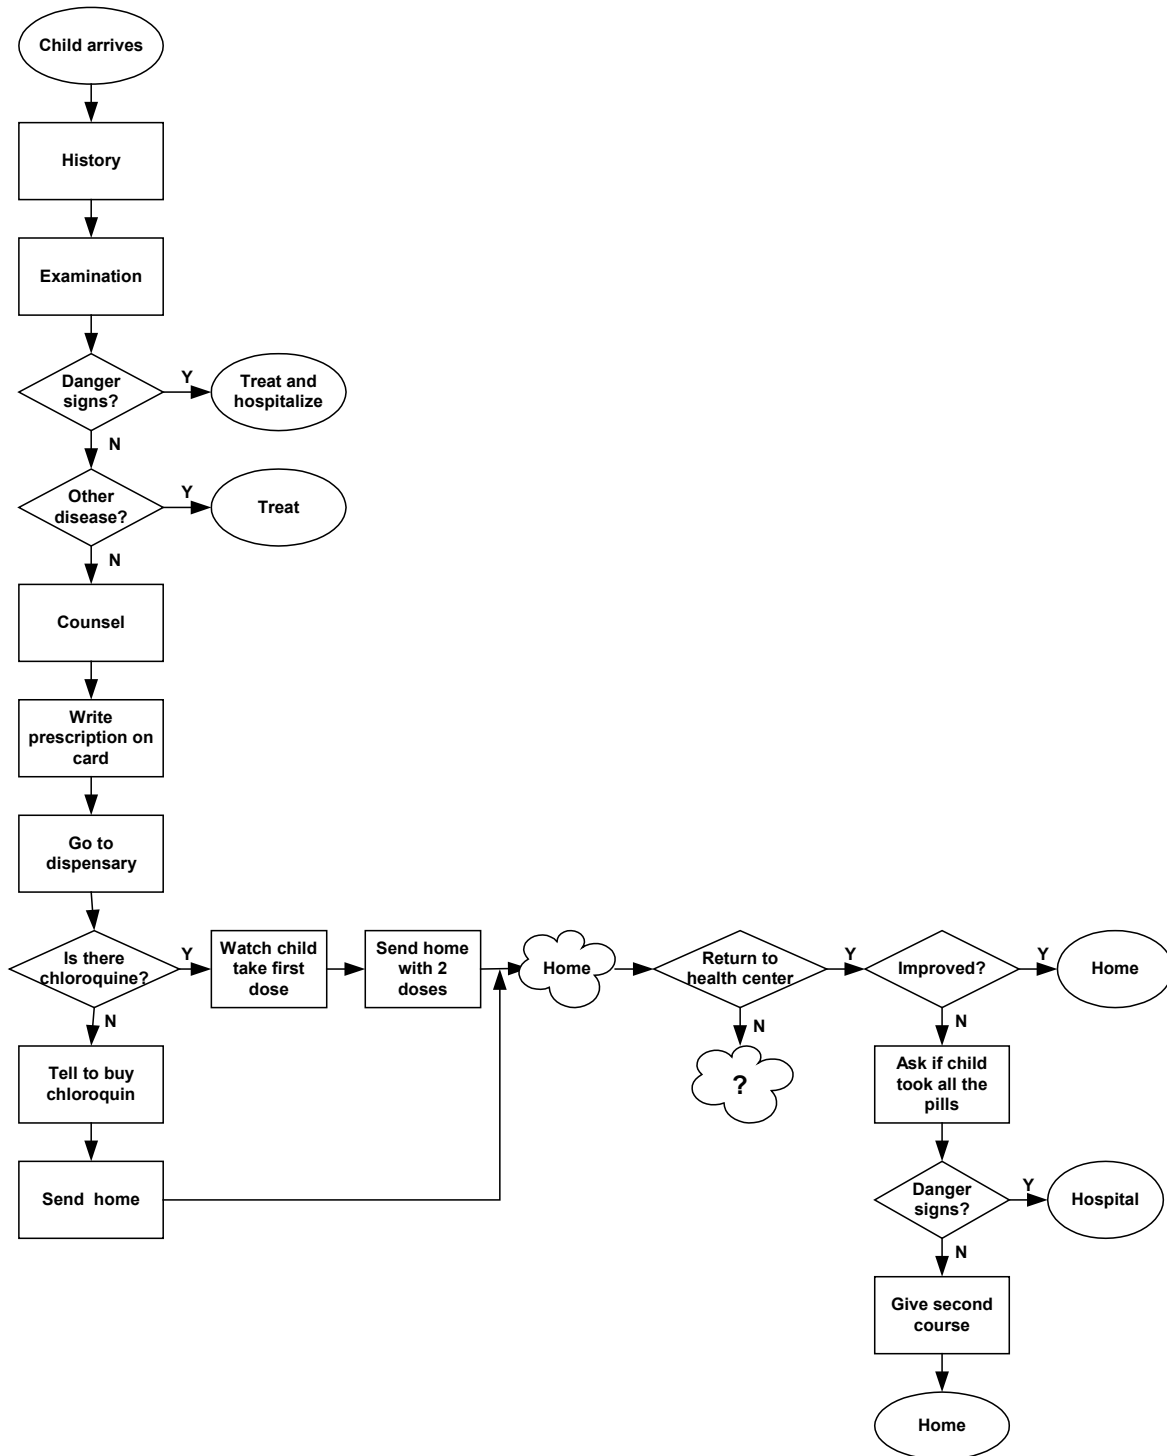 Child arrives
History
Examination
Danger
signs?
Y
Treat and
hospitalize
N
Other
disease?
Y
Treat
N
Counsel
Write
prescription on
card
Go to
dispensary
Is there
chloroquine?
Y
Watch child
take first
dose
Send home
with 2
doses
Home
Return to
health center
Y
Improved?
Y
Home
N
Tell to buy
chloroquin
Send home
N
?
N
Ask if child
took all the
pills
Danger
signs?
Y
Hospital
N
Give second
course
Home